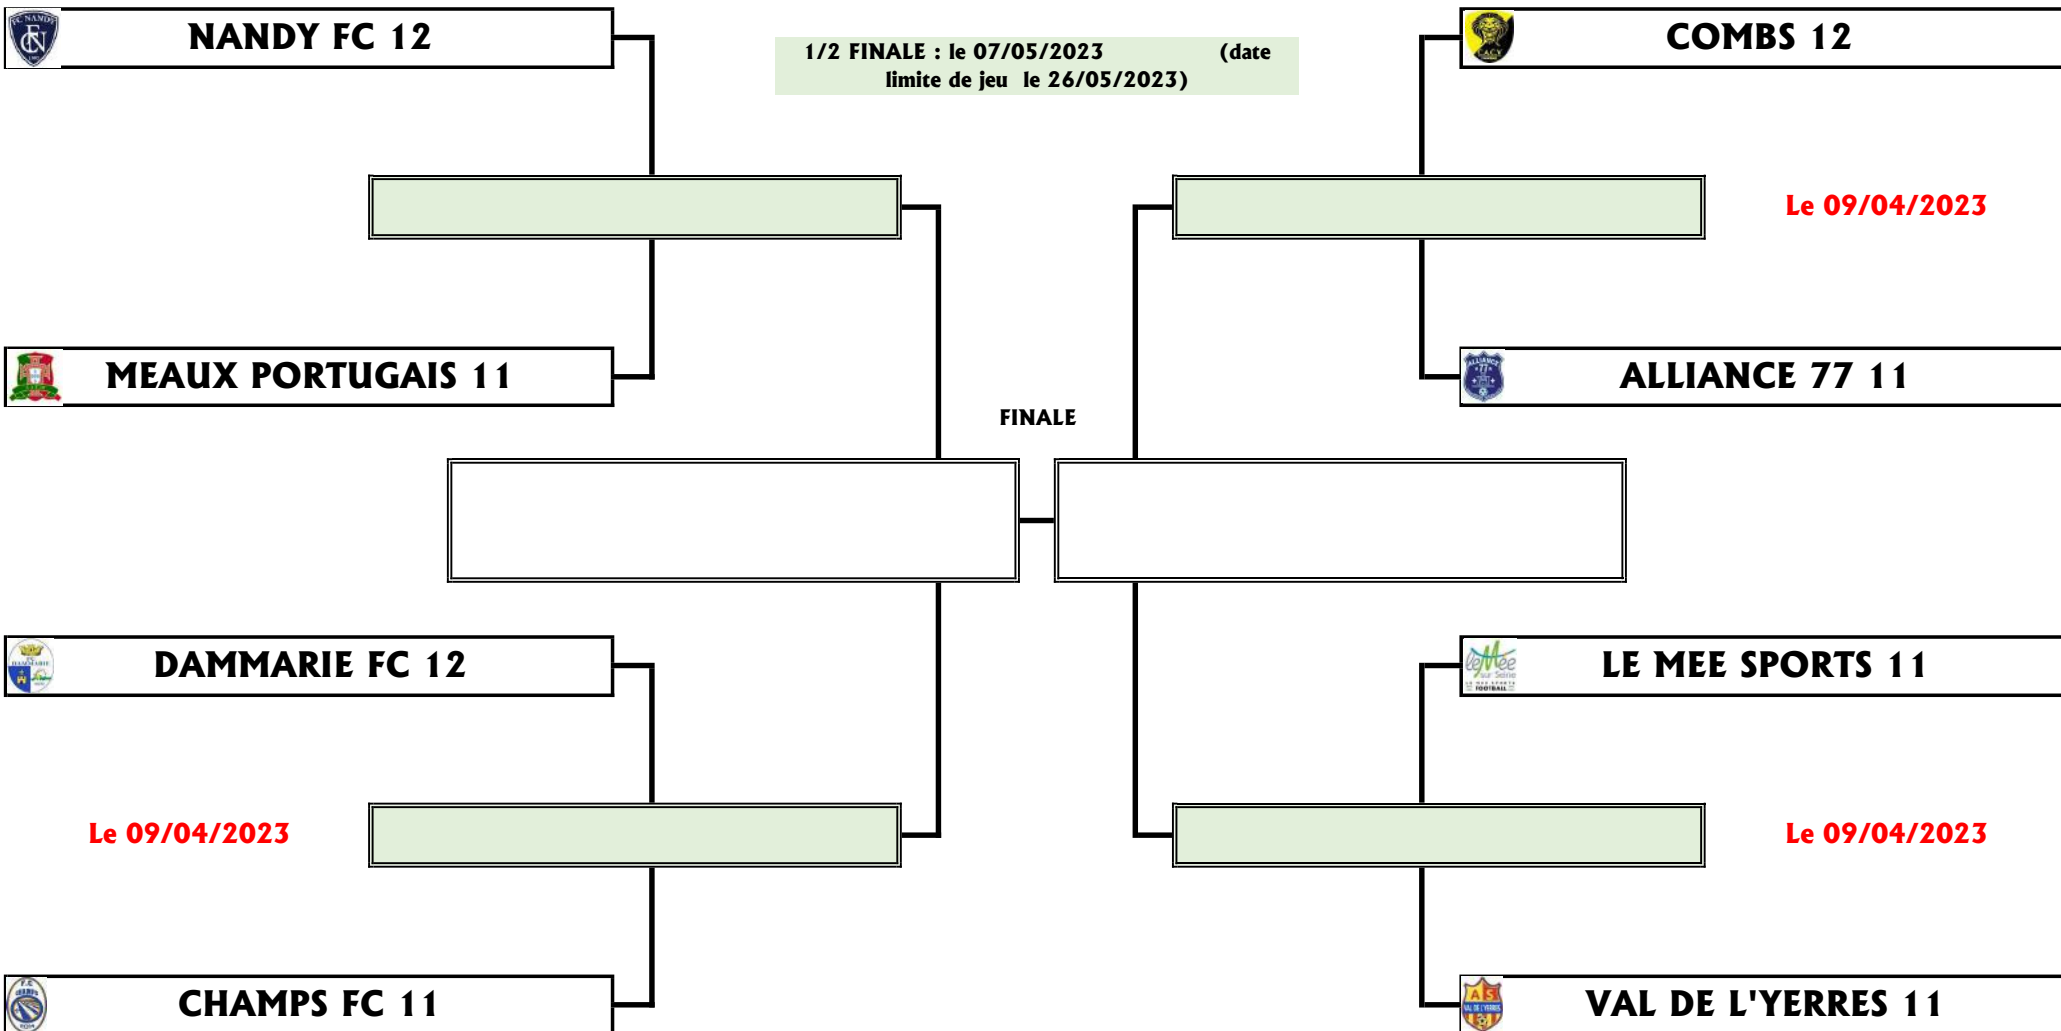 NANDY FC 12
COMBS 12
1/2 FINALE : le 07/05/2023 (date
limite de jeu le 26/05/2023)
Le 09/04/2023
MEAUX PORTUGAIS 11
ALLIANCE 77 11
FINALE
DAMMARIE FC 12
LE MEE SPORTS 11
Le 09/04/2023
Le 09/04/2023
CHAMPS FC 11
VAL DE L'YERRES 11